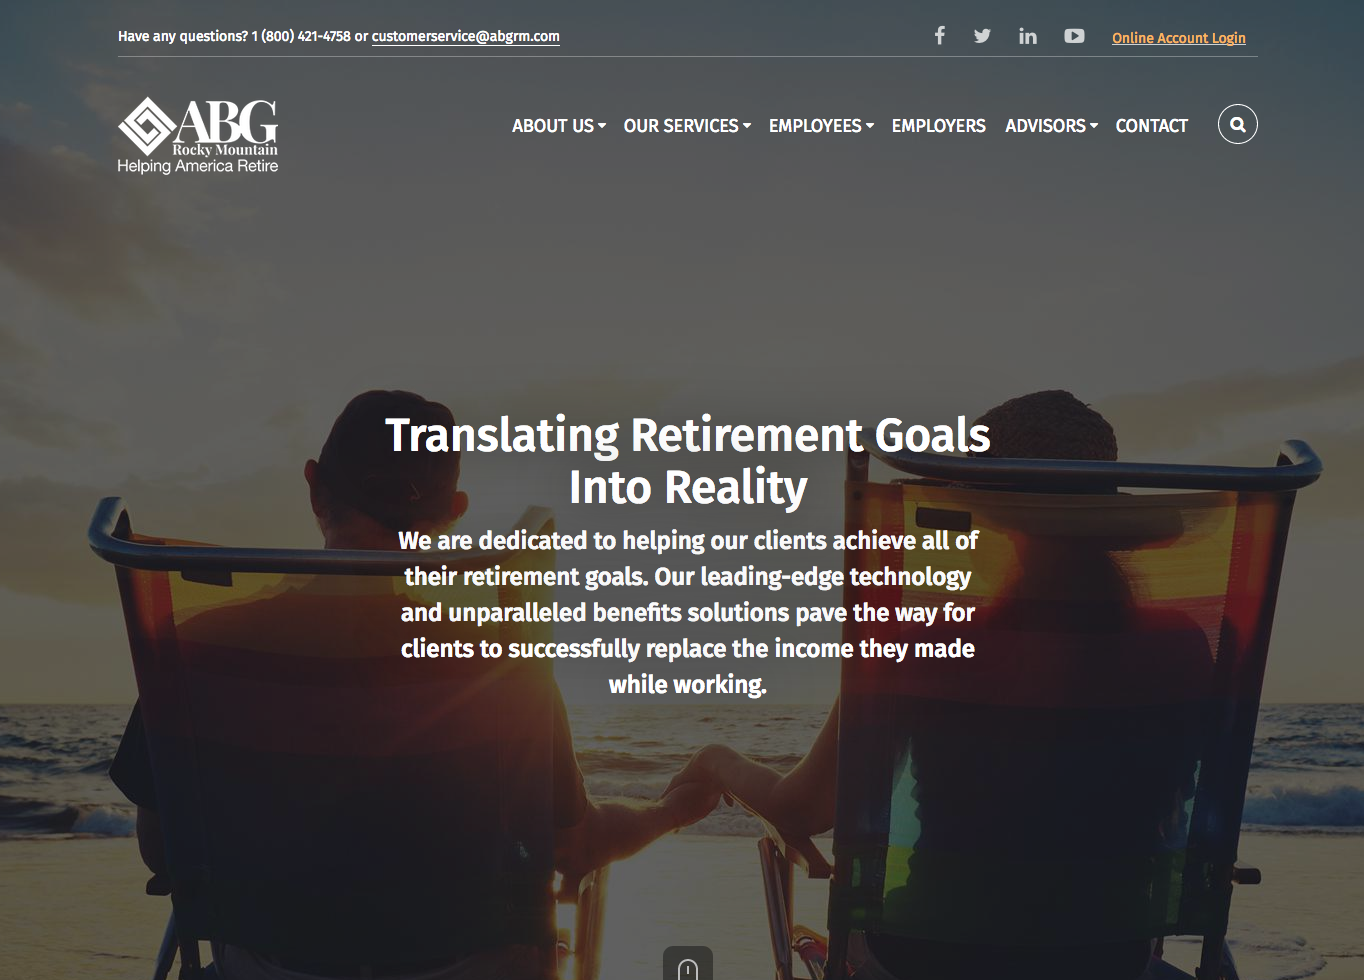 Have any questions? 1 (800) 421-4758 or customerservice@abgrm.com
Online Account Login
ABG
Rocky Mountain
Helping America Retire
ABOUT US
OUR SERVICES
EMPLOYEES
EMPLOYERS
ADVISORS
CONTACT
Translating Retirement Goals
Into Reality
We are dedicated to helping our clients achieve all of
their retirement goals. Our leading-edge technology
and unparalleled benefits solutions pave the way for
clients to successfully replace the income they made
while working.